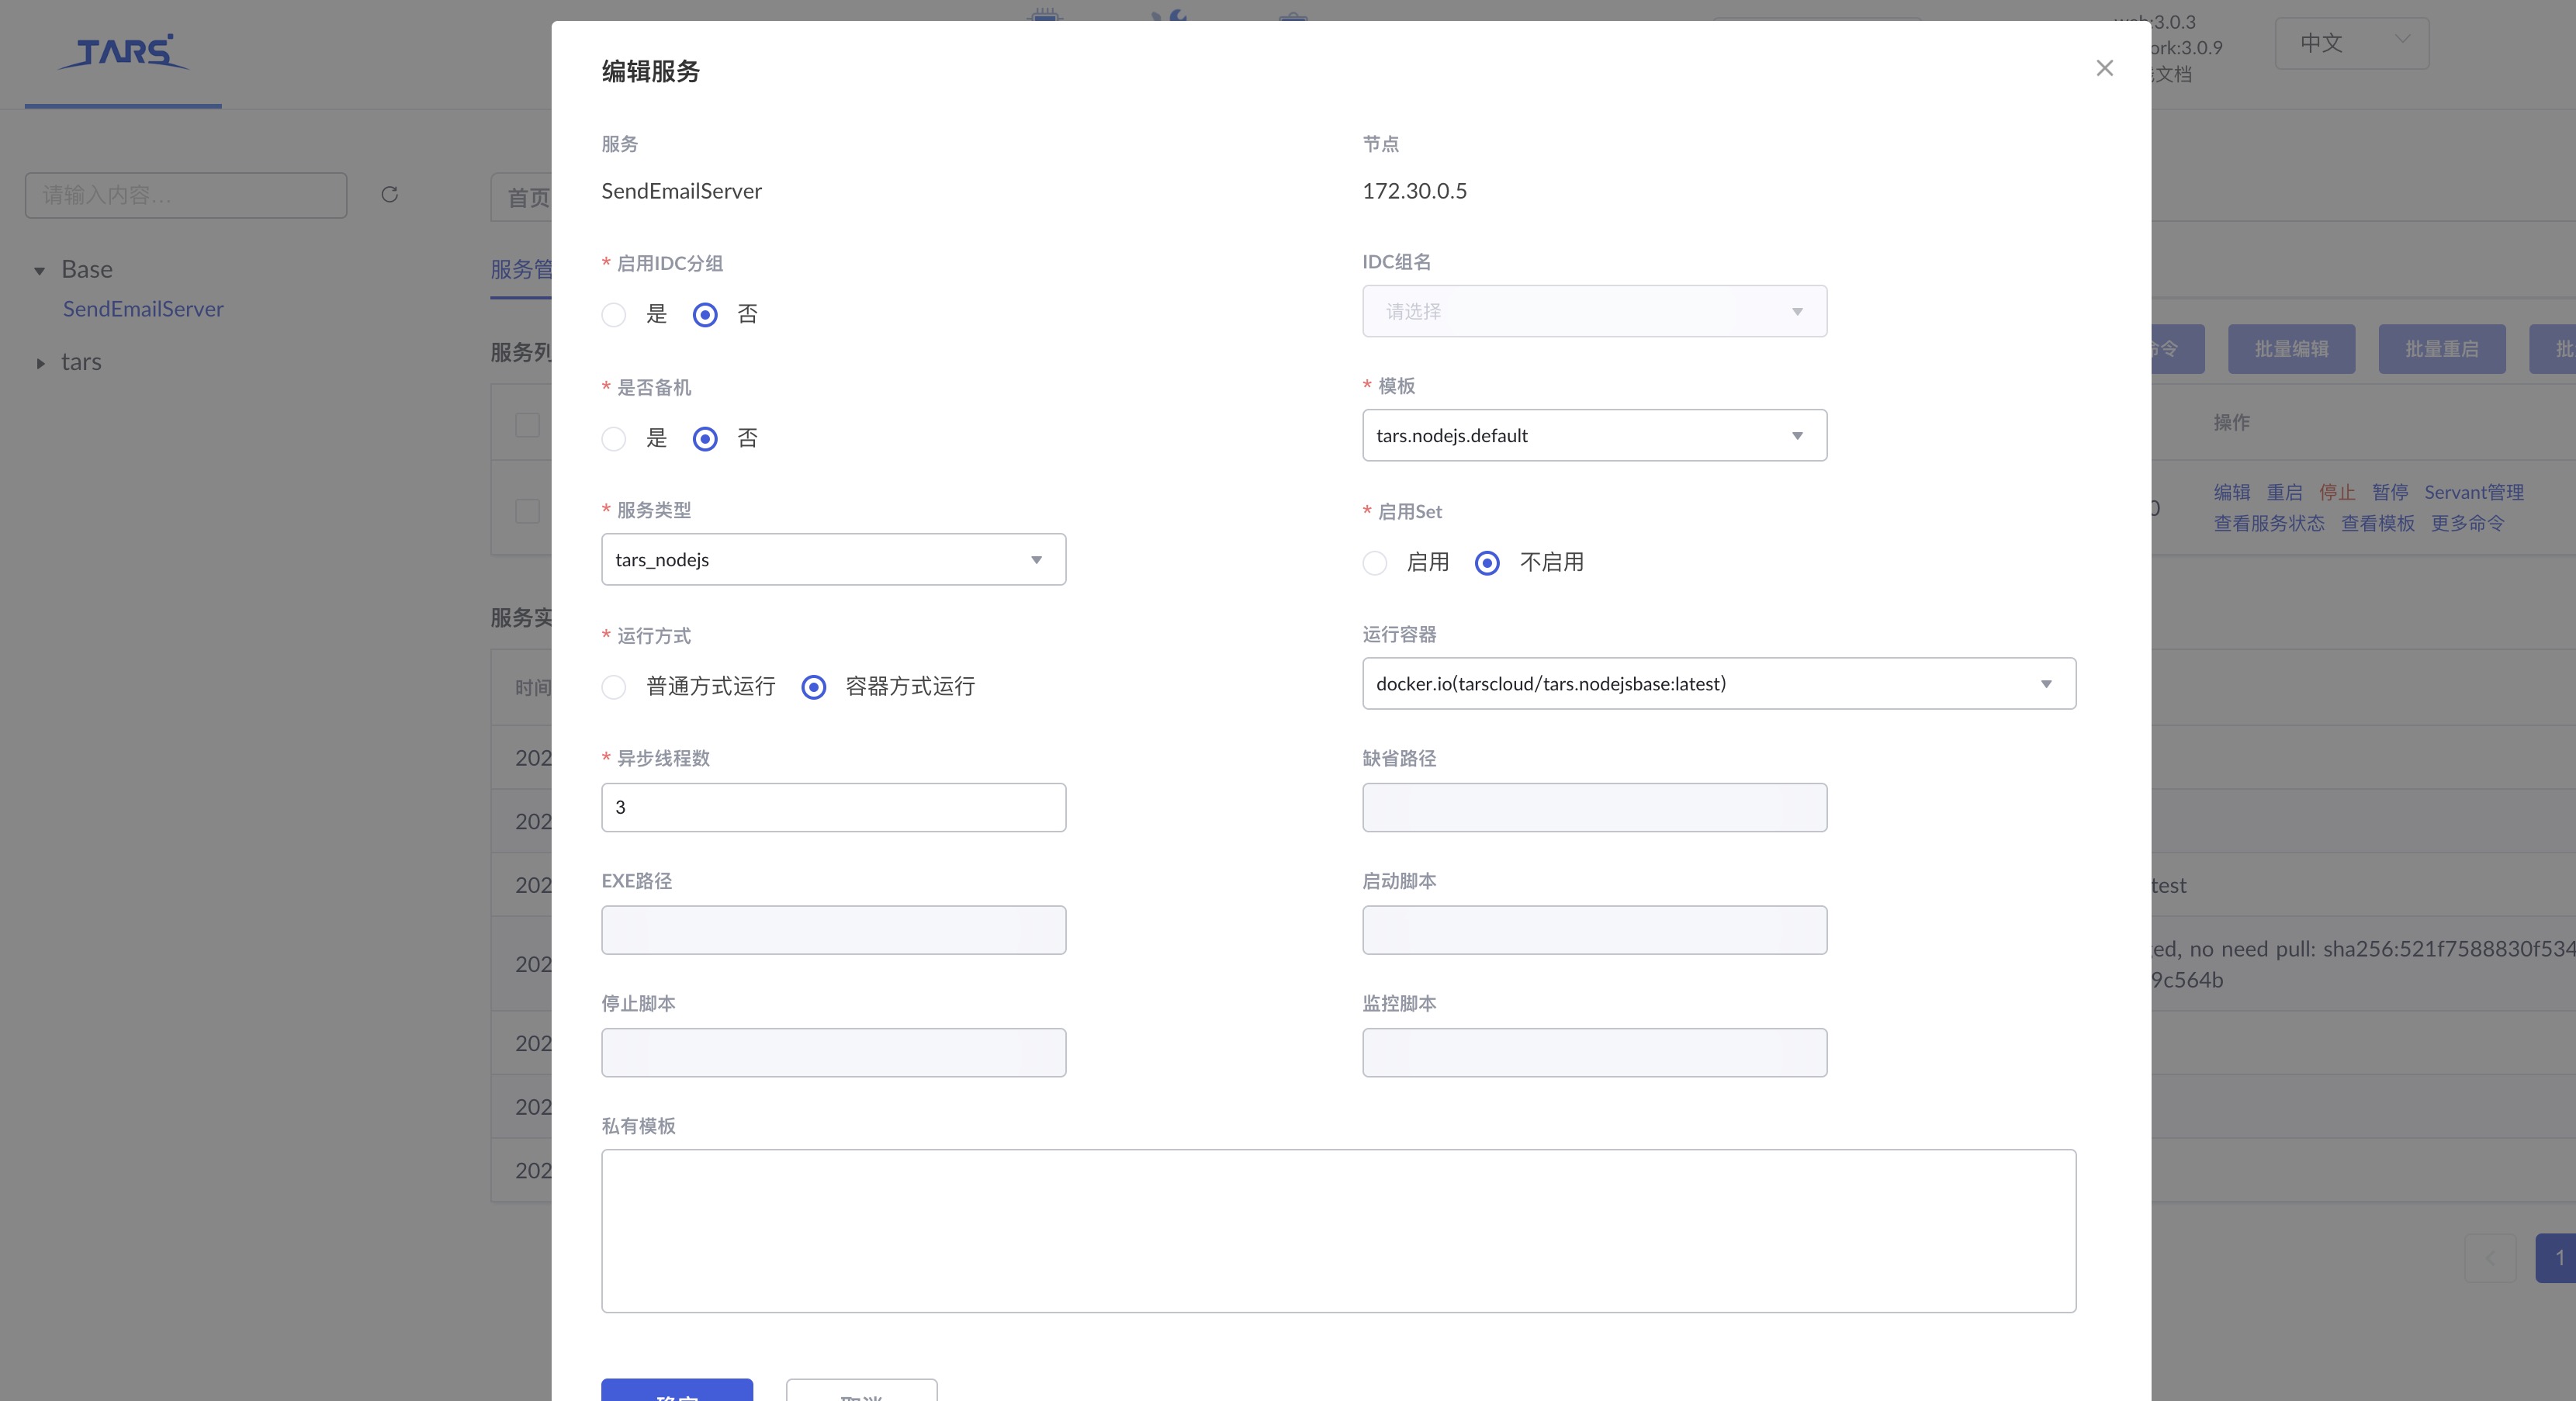 TARS
web:3.0.3
ork:3.0.9
文档
中文
请输入内容...
Base
SendEmailServer
tars
首页
服务管
服务列
服务实
时间
202
202
202
202
202
202
202
编辑服务
服务
SendEmailServer
节点
172.30.0.5
* 启用IDC分组
是 否
IDC组名
请选择
* 是否备机
是 否
* 模板
tars.nodejs.default
* 服务类型
tars_nodejs
* 启用Set
启用 不启用
* 运行方式
普通方式运行 容器方式运行
运行容器
docker.io(tarscloud/tars.nodejsbase:latest)
* 异步线程数
3
缺省路径
EXE路径
启动脚本
停止脚本
监控脚本
私有模板
确定 取消
命令 批量编辑 批量重启 批
操作
0
编辑 重启 停止 暂停 Servant管理
查看服务状态 查看模板 更多命令
test
ed, no need pull: sha256:521f7588830f534
9c564b
1